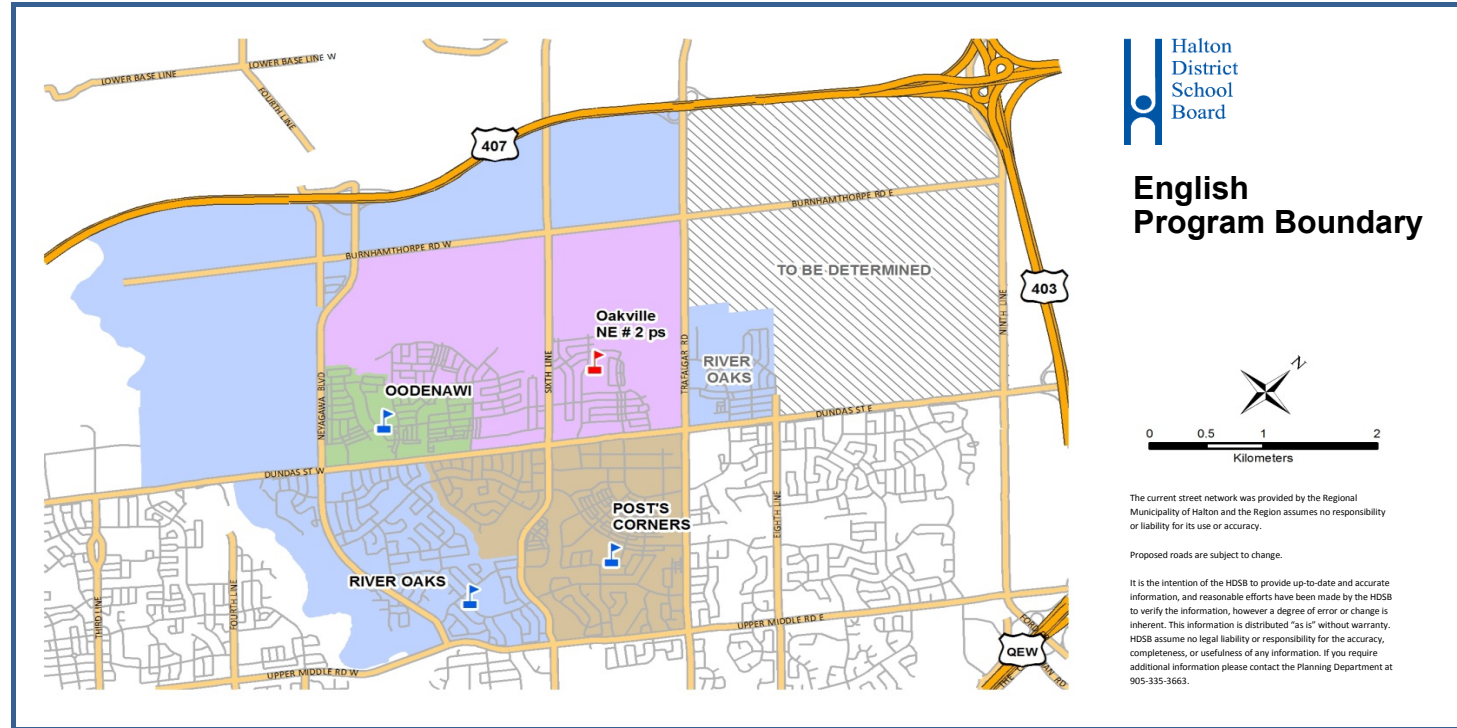 LOWER BASE LINE
LOWER BASE LINE W
FOURTH LINE
407
BURNHAMTHORPE RD E
BURNHAMTHORPE RD W
TO BE DETERMINED
403
NINTH LINE
Oakville
NE # 2 ps
SIXTH LINE
TRAFALGAR RD
RIVER
OAKS
NEYAGAWA BLVD
OODENAWI
DUNDAS ST E
DUNDAS ST W
POST'S
CORNERS
EIGHTH LINE
RIVER OAKS
THIRD LINE
FOURTH LINE
UPPER MIDDLE RD E
UPPER MIDDLE RD W
QEW
Halton
District
School
Board
English
Program Boundary
N
0 0.5 1 2
Kilometers
The current street network was provided by the Regional
Municipality of Halton and the Region assumes no responsibility
or liability for its use or accuracy.
Proposed roads are subject to change.
It is the intention of the HDSB to provide up-to-date and accurate
information, and reasonable efforts have been made by the HDSB
to verify the information, however a degree of error or change is
inherent. This information is distributed “as is” without warranty.
HDSB assume no legal liability or responsibility for the accuracy,
completeness, or usefulness of any information. If you require
additional information please contact the Planning Department at
905-335-3663.